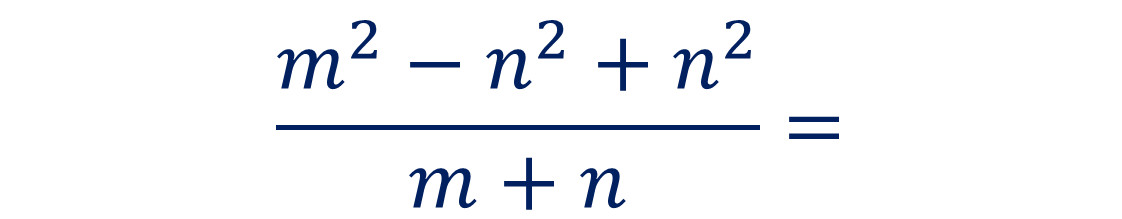 m² − n² + n²
m + n
=